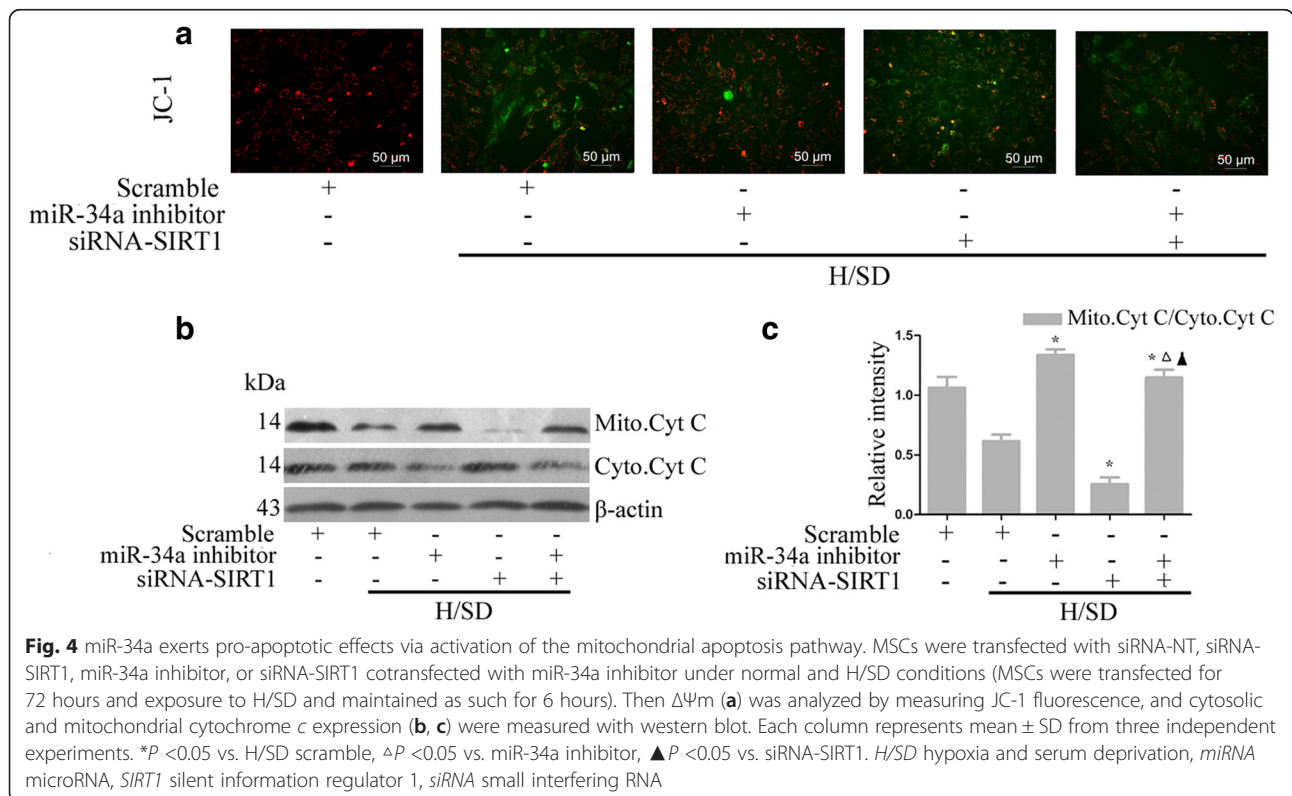 a
JC-1
50 µm
50 µm
50 µm
50 µm
50 µm
Scramble + + - - -
miR-34a inhibitor - - + - +
siRNA-SIRT1 - - - + +
H/SD
b
kDa
14 Mito.Cyt C
14 Cyto.Cyt C
43 β-actin
Scramble + + - - -
miR-34a inhibitor - - + - +
siRNA-SIRT1 - - - + +
H/SD
c
Mito.Cyt C/Cyto.Cyt C
Relative intensity
1.5
1.0
0.5
0.0
*
*
* △ ▲
Scramble + + - - -
miR-34a inhibitor - - + - +
siRNA-SIRT1 - - - + +
H/SD
Fig. 4 miR-34a exerts pro-apoptotic effects via activation of the mitochondrial apoptosis pathway. MSCs were transfected with siRNA-NT, siRNA-
SIRT1, miR-34a inhibitor, or siRNA-SIRT1 cotransfected with miR-34a inhibitor under normal and H/SD conditions (MSCs were transfected for
72 hours and exposure to H/SD and maintained as such for 6 hours). Then ΔΨm (a) was analyzed by measuring JC-1 fluorescence, and cytosolic
and mitochondrial cytochrome c expression (b, c) were measured with western blot. Each column represents mean ± SD from three independent
experiments. *P <0.05 vs. H/SD scramble, △P <0.05 vs. miR-34a inhibitor, ▲P <0.05 vs. siRNA-SIRT1. H/SD hypoxia and serum deprivation, miRNA
microRNA, SIRT1 silent information regulator 1, siRNA small interfering RNA